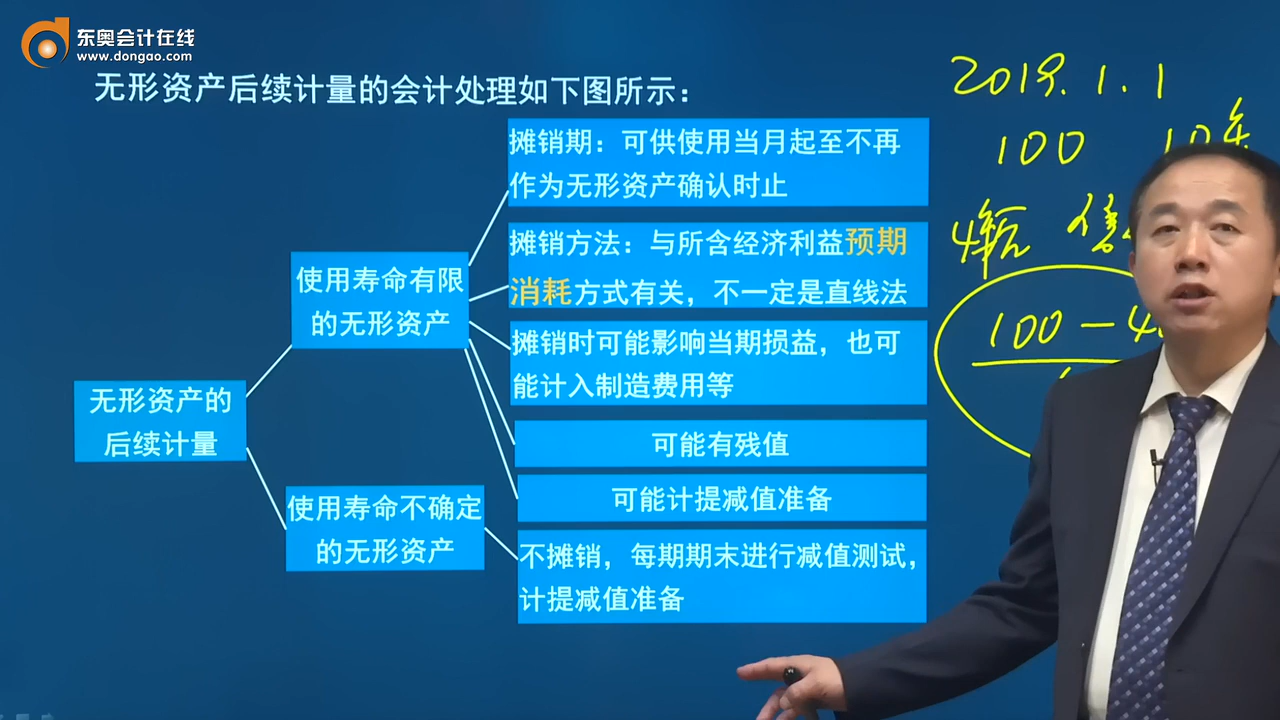 东奥会计在线
www.dongao.com
无形资产后续计量的会计处理如下图所示：
无形资产的
后续计量
使用寿命有限
的无形资产
摊销期：可供使用当月起至不再
作为无形资产确认时止
摊销方法：与所含经济利益预期
消耗方式有关，不一定是直线法
摊销时可能影响当期损益，也可
能计入制造费用等
可能有残值
可能计提减值准备
使用寿命不确定
的无形资产
不摊销，每期期末进行减值测试，
计提减值准备
2019.1.1
100 10年
100-4